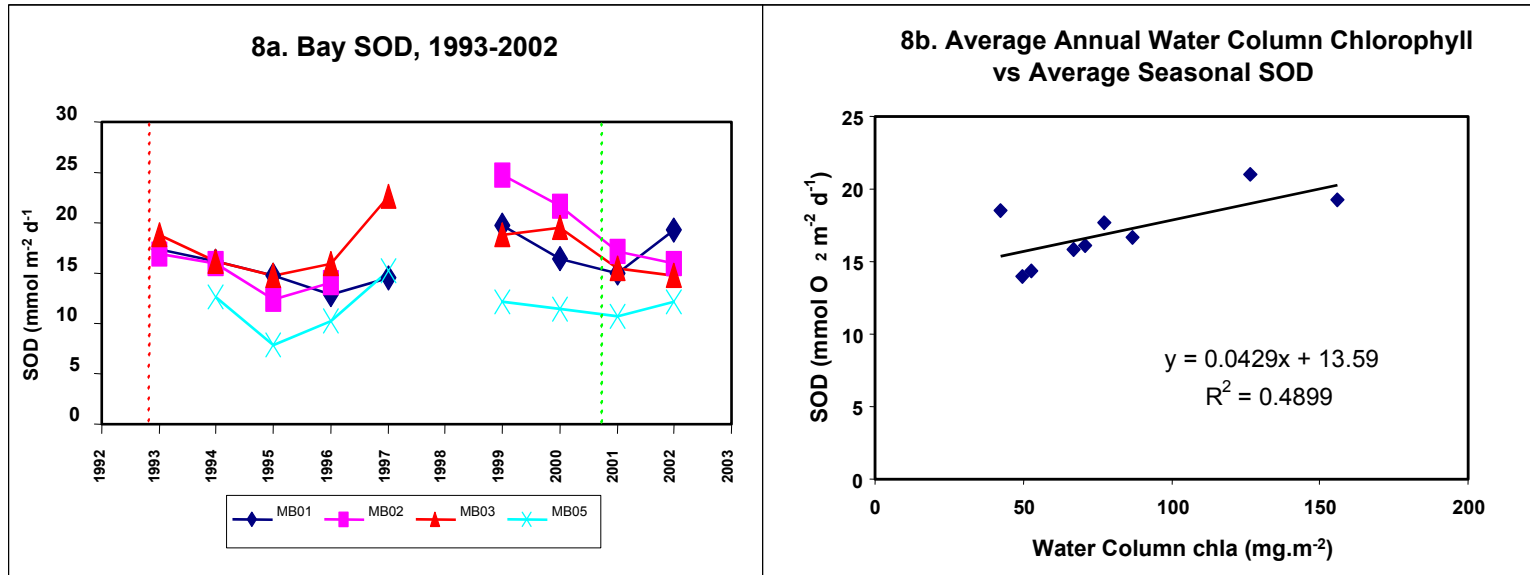 8a. Bay SOD, 1993-2002
30
25
20
15
10
5
0
SOD (mmol m-2 d-1
1992
1993
1994
1995
1996
1997
1998
1999
2000
2001
2002
2003
MB01 MB02 MB03 MB05
8b. Average Annual Water Column Chlorophyll
vs Average Seasonal SOD
25
20
15
10
5
0
SOD (mmol O 2 m-2 d-1)
y = 0.0429x + 13.59
R2 = 0.4899
0 50 100 150 200
Water Column chla (mg.m-2)